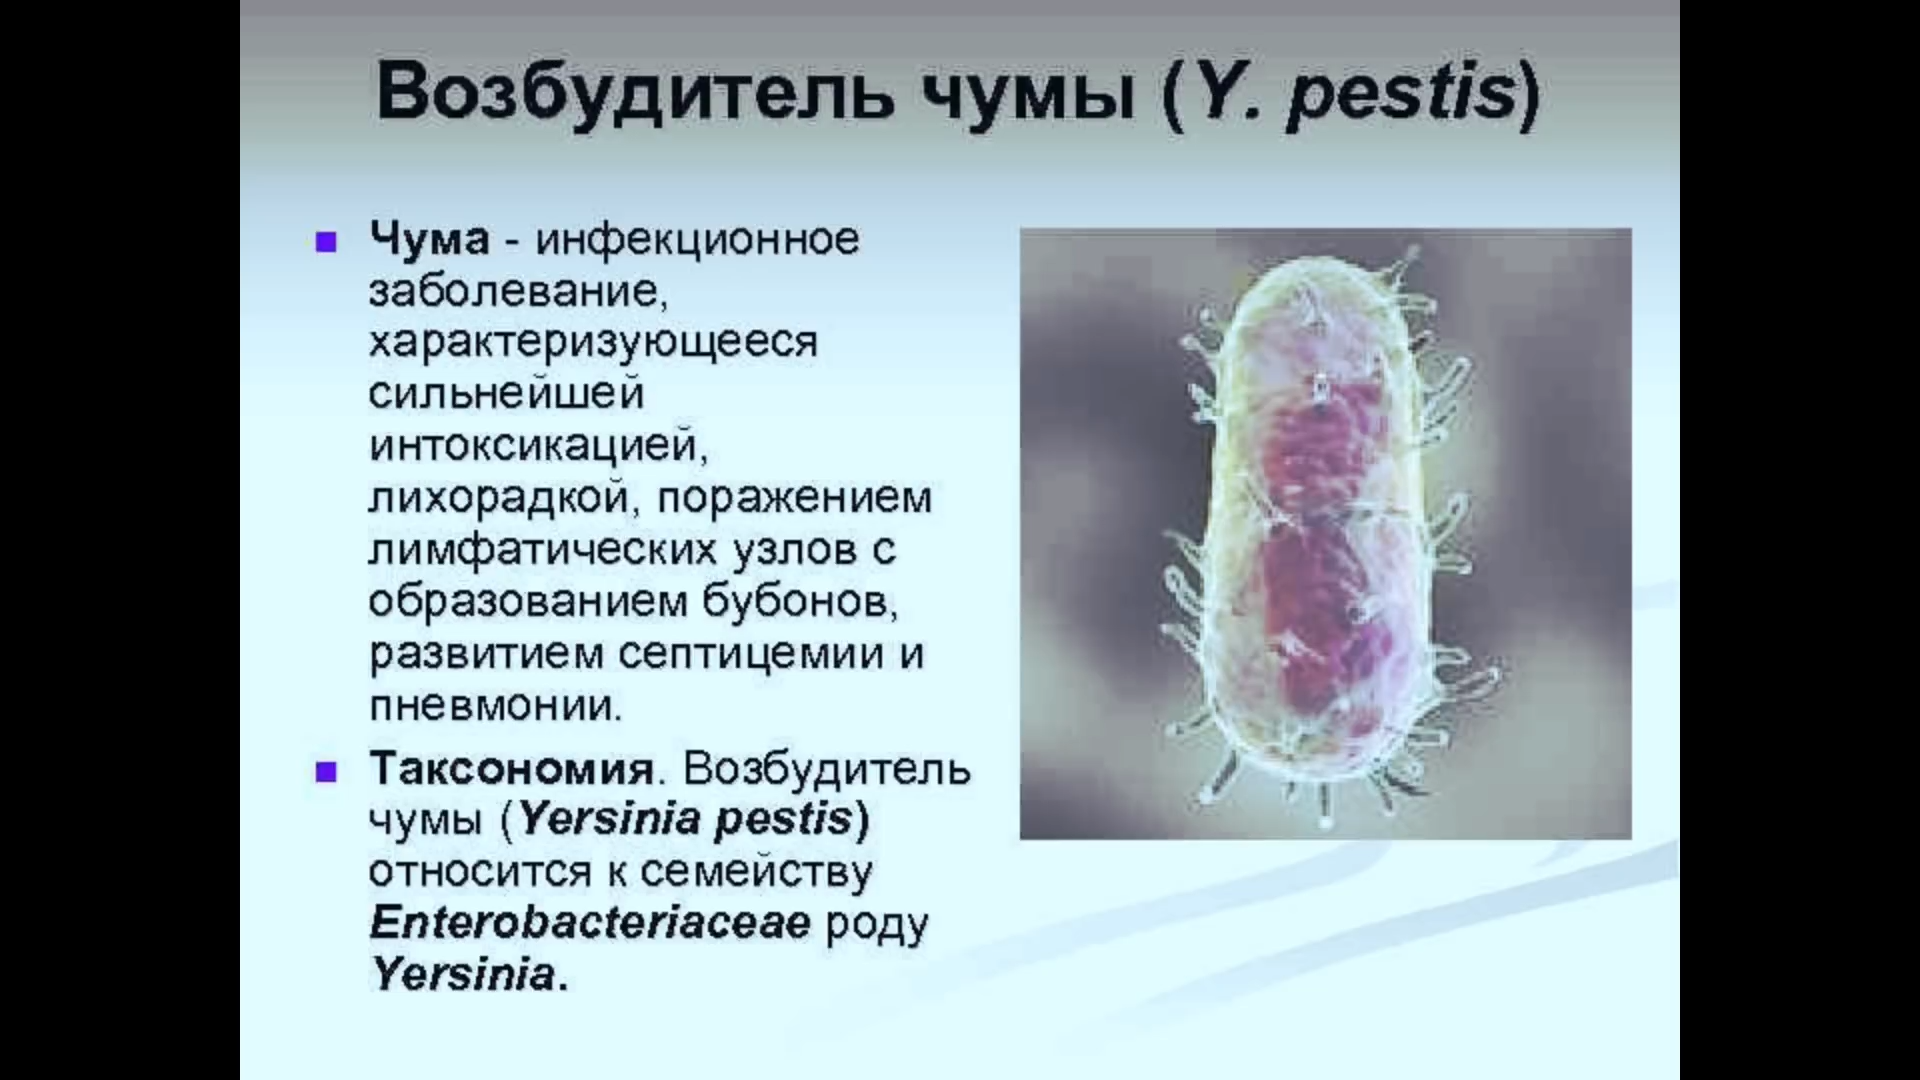 Возбудитель чумы (Y. pestis)
Чума - инфекционное
заболевание,
характеризующееся
сильнейшей
интоксикацией,
лихорадкой, поражением
лимфатических узлов с
образованием бубонов,
развитием септицемии и
пневмонии.
Таксономия. Возбудитель
чумы (Yersinia pestis)
относится к семейству
Enterobacteriaceae роду
Yersinia.